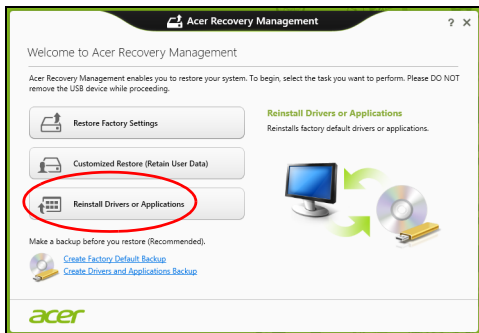 Acer Recovery Management
? ×
Welcome to Acer Recovery Management
Acer Recovery Management enables you to restore your system. To begin, select the task you want to perform. Please DO NOT
remove the USB device while proceeding.
Restore Factory Settings
Customized Restore (Retain User Data)
Reinstall Drivers or Applications
Reinstall Drivers or Applications
Reinstalls factory default drivers or applications.
Make a backup before you restore (Recommended).
Create Factory Default Backup
Create Drivers and Applications Backup
acer